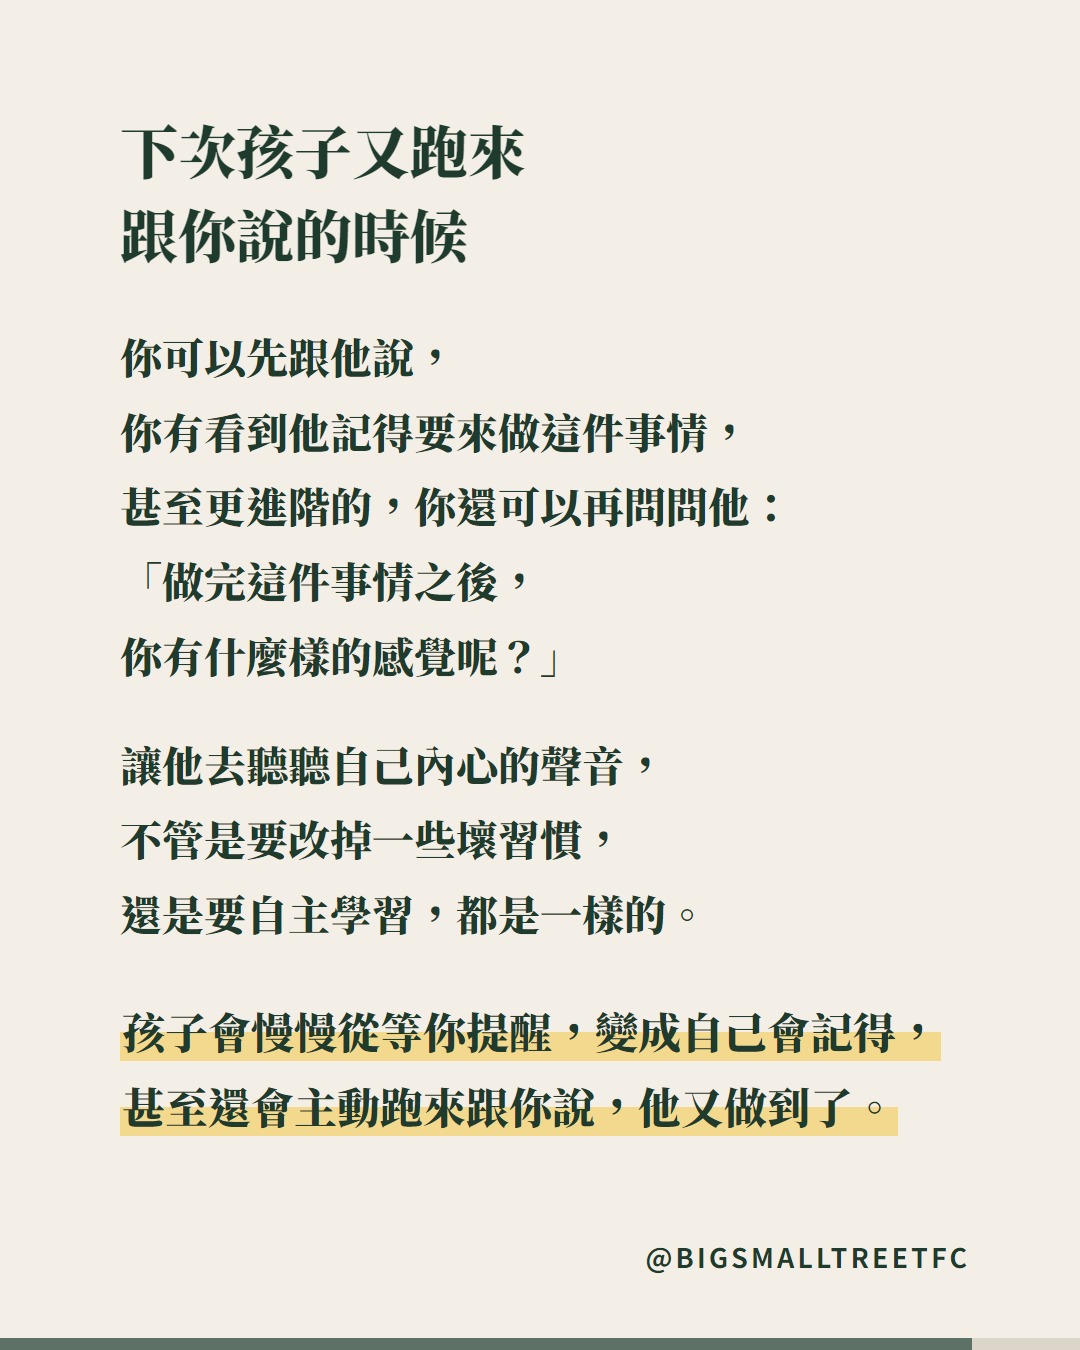 下次孩子又跑來
跟你說的時候
你可以先跟他說，
你有看到他記得要來做這件事情，
甚至更進階的，你還可以再問問他：
「做完這件事情之後，
你有什麼樣的感覺呢？」
讓他去聽聽自己內心的聲音，
不管是要改掉一些壞習慣，
還是要自主學習，都是一樣的。
孩子會慢慢從等你提醒，變成自己會記得，
甚至還會主動跑來跟你說，他又做到了。
@BIGSMALLTREETFC